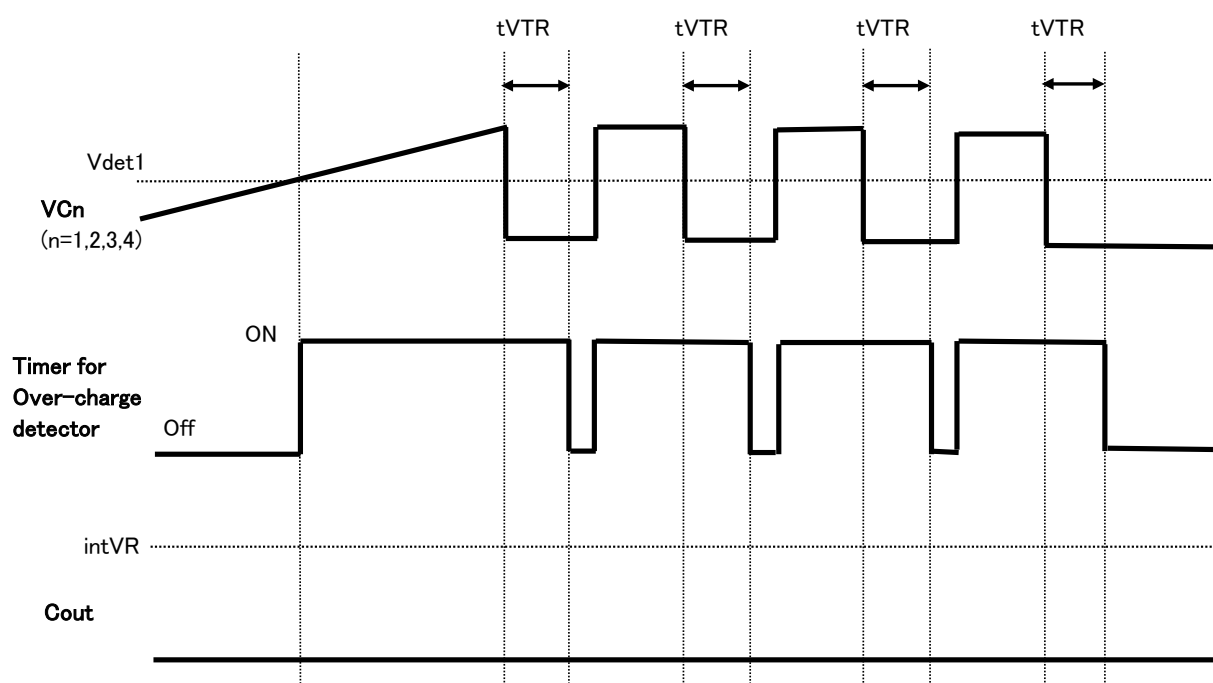 tVTR tVTR tVTR tVTR
Vdet1
VCn
(n=1,2,3,4)
ON
Timer for
Over-charge
detector
Off
intVR
Cout